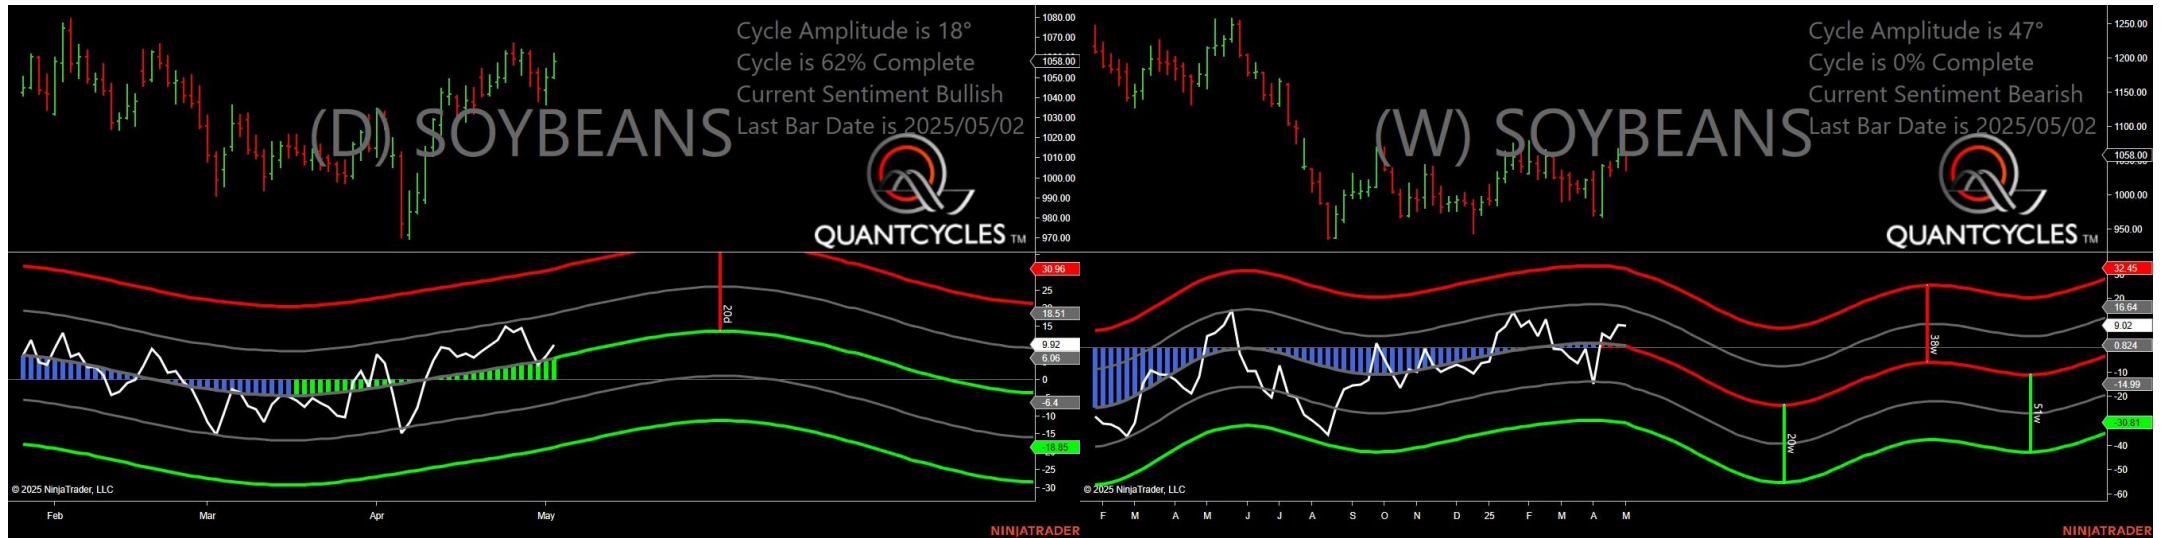 Cycle Amplitude is 18°
Cycle is 62% Complete
Current Sentiment Bullish
Last Bar Date is 2025/05/02
(D) SOYBEANS
QUANTCYCLES TM
1080.00
1070.00
1058.00
1050.00
1040.00
1030.00
1020.00
1010.00
1000.00
990.00
980.00
970.00
20d
30.96
25
18.51
15
9.92
6.06
0
-6.4
-10
-15
-18.85
-25
-30
© 2025 NinjaTrader, LLC
Feb Mar Apr May
NINJATRADER
Cycle Amplitude is 47°
Cycle is 0% Complete
Current Sentiment Bearish
Last Bar Date is 2025/05/02
(W) SOYBEANS
QUANTCYCLES TM
1250.00
1200.00
1150.00
1100.00
1058.00
1000.00
950.00
38w
20w
51w
32.45
20
16.64
9.02
0.824
-10
-14.99
-20
-30.81
-40
-50
-60
© 2025 NinjaTrader, LLC
F M A M J J A S O N D 25 F M A M
NINJATRADER